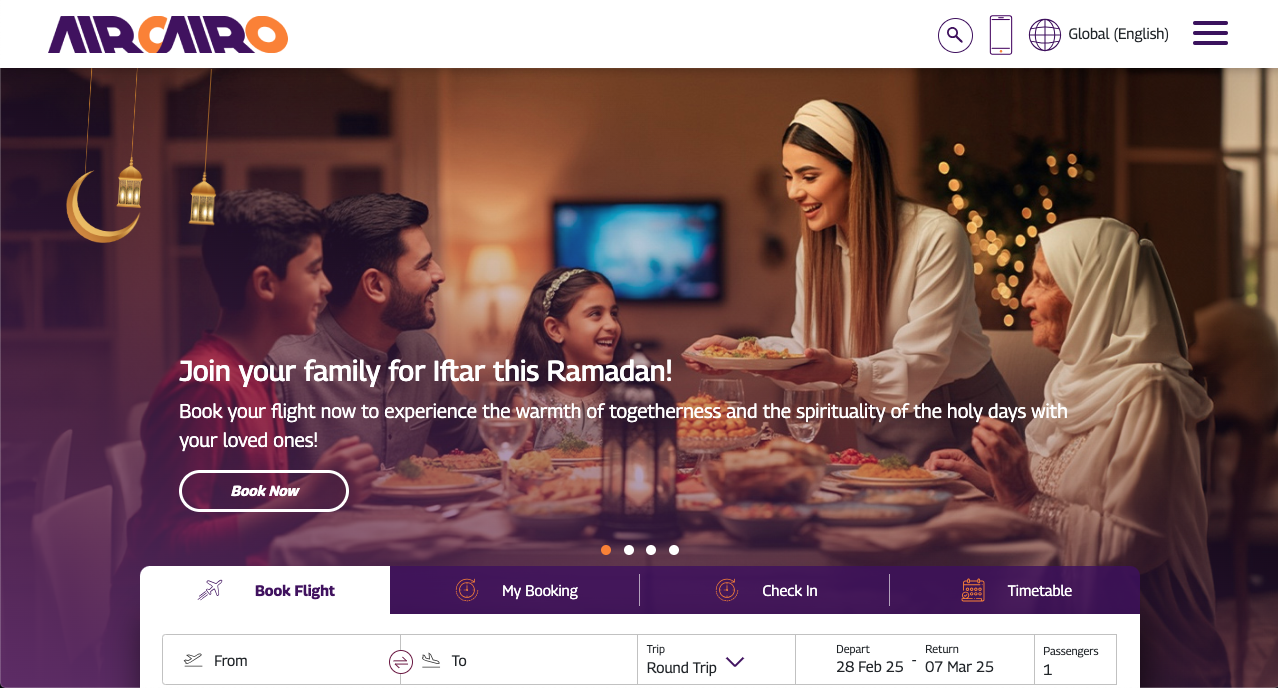 AIRCAIRO
Global (English)
Join your family for Iftar this Ramadan!
Book your flight now to experience the warmth of togetherness and the spirituality of the holy days with
your loved ones!
Book Now
Book Flight
My Booking
Check In
Timetable
From
To
Trip
Round Trip
Depart
28 Feb 25
-
Return
07 Mar 25
Passengers
1